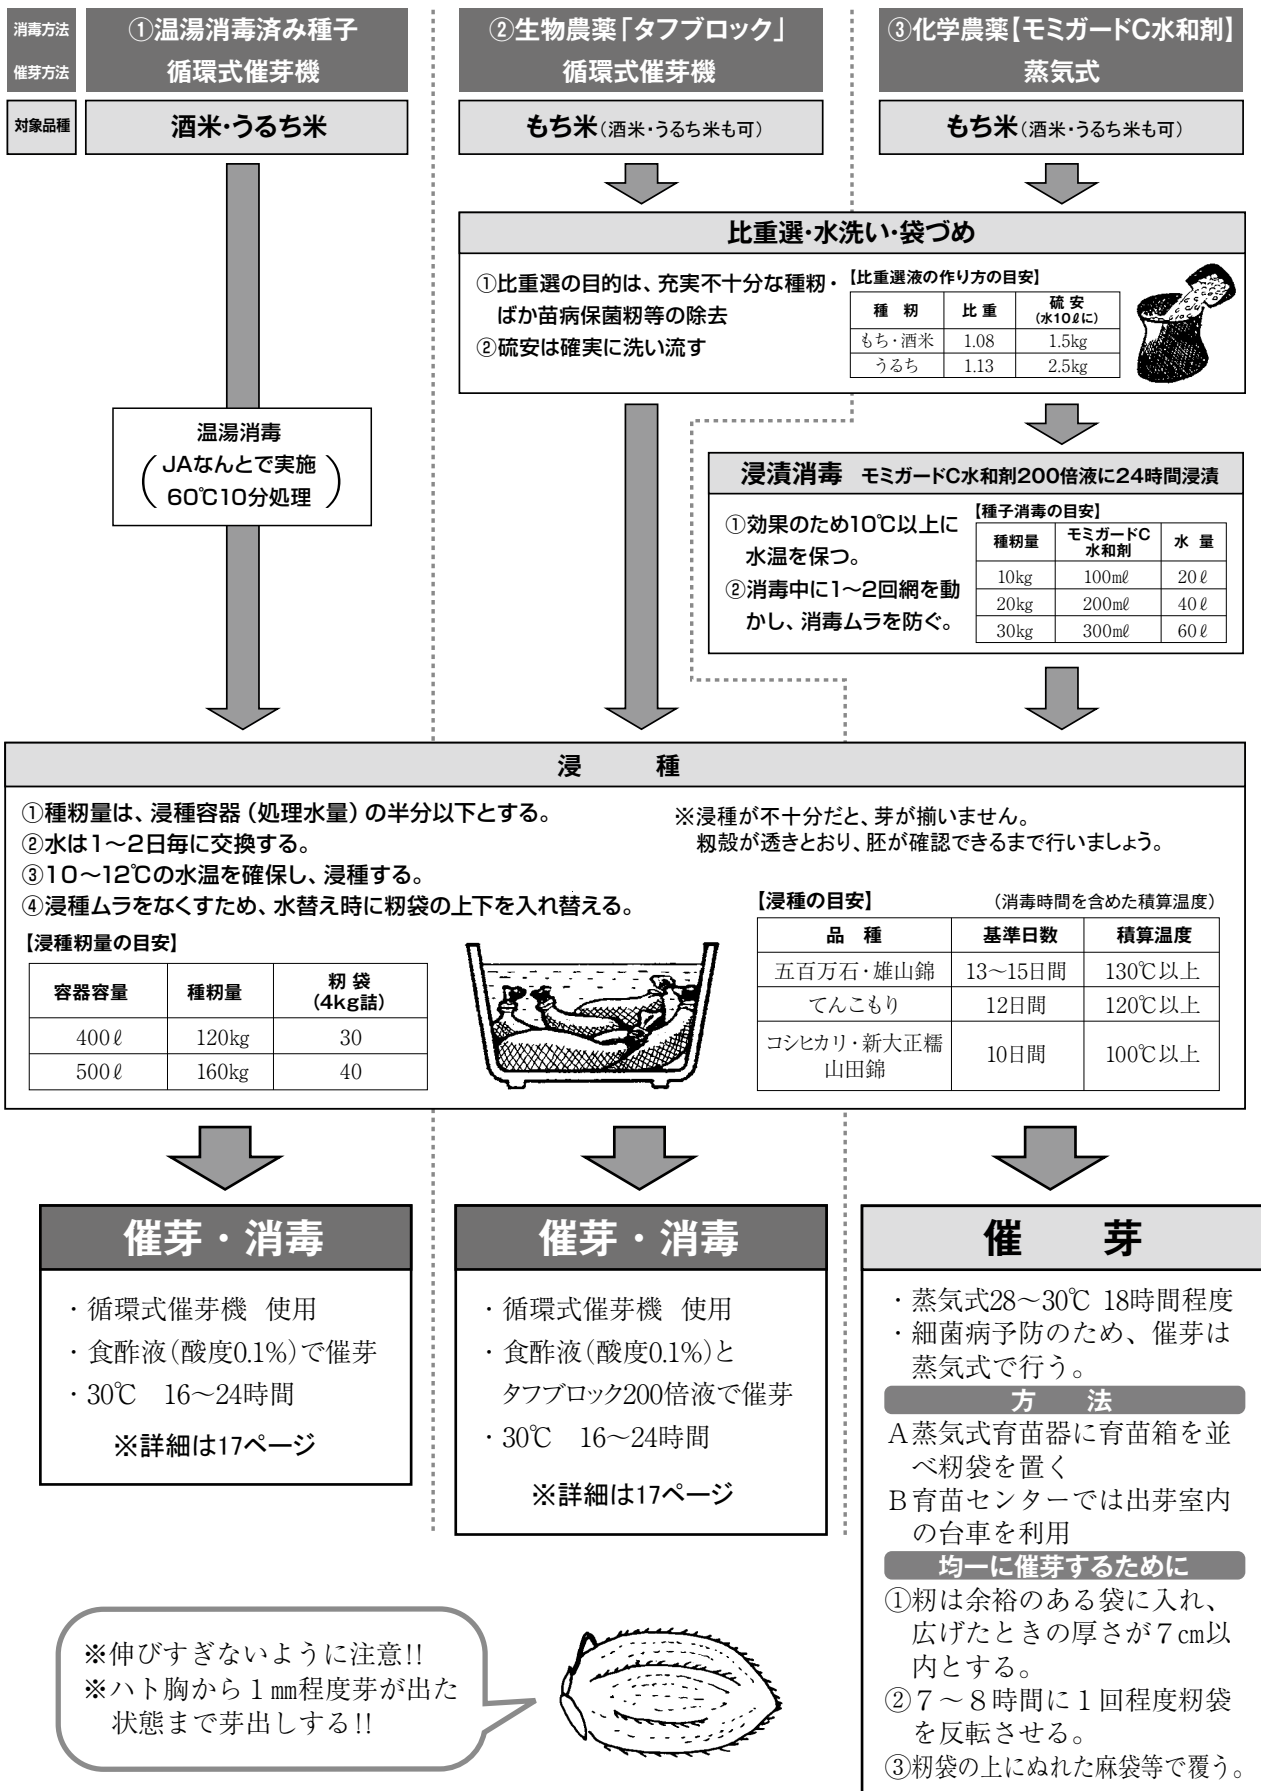 消毒方法
催芽方法
①温湯消毒済み種子
循環式催芽機
②生物農薬「タフブロック」
循環式催芽機
③化学農薬【モミガードC水和剤】
蒸気式
対象品種
酒米・うるち米
もち米(酒米・うるち米も可)
もち米(酒米・うるち米も可)
比重選・水洗い・袋づめ
①比重選の目的は、充実不十分な種籾・
ばか苗病保菌籾等の除去
②硫安は確実に洗い流す
【比重選液の作り方の目安】
種 籾 比 重 硫 安
(水10ℓに)
もち・酒米 1.08 1.5kg
うるち 1.13 2.5kg
温湯消毒
(JAなんとで実施
60℃10分処理)
浸漬消毒 モミガードC水和剤200倍液に24時間浸漬
①効果のため10℃以上に
水温を保つ。
②消毒中に1〜2回網を動
かし、消毒ムラを防ぐ。
【種子消毒の目安】
種籾量 モミガードC
水和剤 水 量
10kg 100㎖ 20ℓ
20kg 200㎖ 40ℓ
30kg 300㎖ 60ℓ
浸 種
①種籾量は、浸種容器(処理水量)の半分以下とする。
②水は1〜2日毎に交換する。
③10〜12℃の水温を確保し、浸種する。
④浸種ムラをなくすため、水替え時に籾袋の上下を入れ替える。
※浸種が不十分だと、芽が揃いません。
籾殻が透きとおり、胚が確認できるまで行いましょう。
【浸種籾量の目安】
容器容量 種籾量 籾 袋
(4kg詰)
400ℓ 120kg 30
500ℓ 160kg 40
【浸種の目安】 (消毒時間を含めた積算温度)
品 種 基準日数 積算温度
五百万石・雄山錦 13〜15日間 130℃以上
てんこもり 12日間 120℃以上
コシヒカリ・新大正糯
山田錦 10日間 100℃以上
催芽・消毒
・循環式催芽機 使用
・食酢液(酸度0.1%)で催芽
・30℃ 16〜24時間
※詳細は17ページ
催芽・消毒
・循環式催芽機 使用
・食酢液(酸度0.1%)と
タフブロック200倍液で催芽
・30℃ 16〜24時間
※詳細は17ページ
催 芽
・蒸気式28〜30℃ 18時間程度
・細菌病予防のため、催芽は
蒸気式で行う。
方 法
A蒸気式育苗器に育苗箱を並
べ籾袋を置く
B育苗センターでは出芽室内
の台車を利用
均一に催芽するために
①籾は余裕のある袋に入れ、
広げたときの厚さが7㎝以
内とする。
②7〜8時間に1回程度籾袋
を反転させる。
③籾袋の上にぬれた麻袋等で覆う。
※伸びすぎないように注意!!
※ハト胸から1㎜程度芽が出た
状態まで芽出しする!!